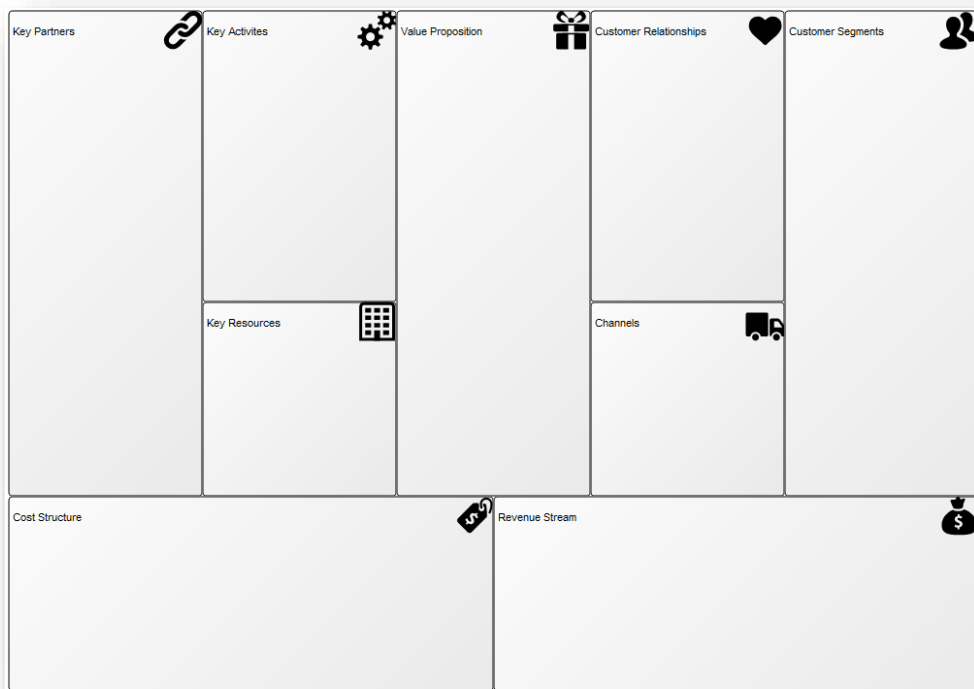 Key Partners
Key Activites
Value Proposition
Customer Relationships
Customer Segments
Key Resources
Channels
Cost Structure
$
Revenue Stream
$